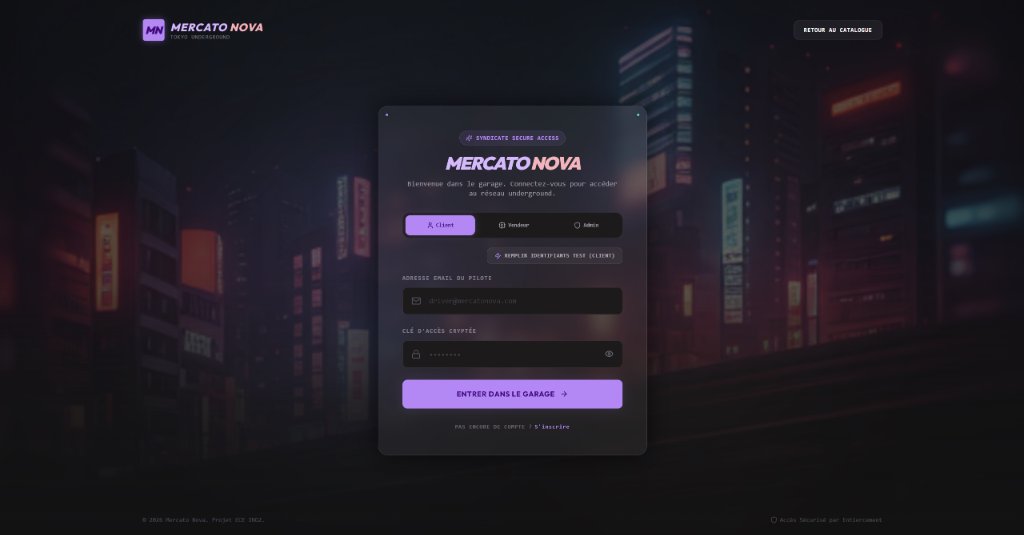 MN
MERCATO NOVA
TOKYO UNDERGROUND
RETOUR AU CATALOGUE
SYNDICATE SECURE ACCESS
MERCATO NOVA
Bienvenue dans le garage. Connectez-vous pour accéder
au réseau underground.
Client
Vendeur
Admin
REMPLIR IDENTIFIANTS TEST (CLIENT)
ADRESSE EMAIL DU PILOTE
driver@mercatonova.com
CLÉ D'ACCÈS CRYPTÉE
••••••••
ENTRER DANS LE GARAGE →
PAS ENCORE DE COMPTE ? S'inscrire
© 2026 Mercato Nova. Projet ECE ING2.
Accès Sécurisé par Entiercement